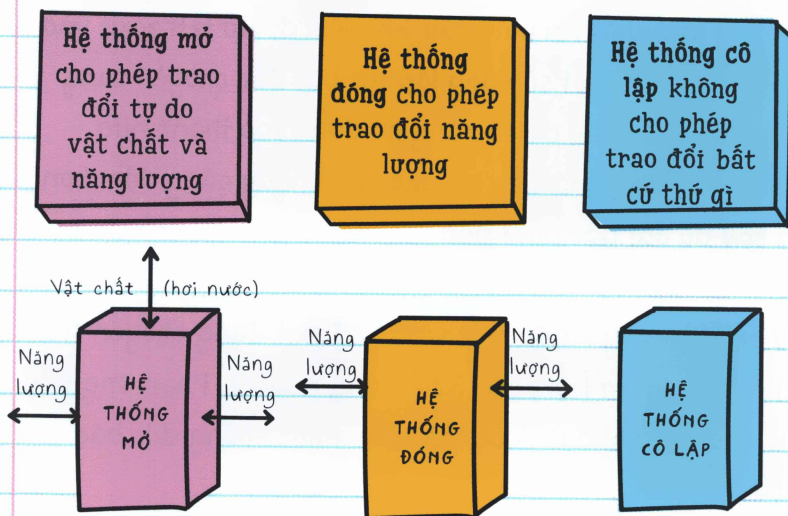 Hệ thống mở
cho phép trao
đổi tự do
vật chất và
năng lượng
Hệ thống
đóng cho phép
trao đổi năng
lượng
Hệ thống cô
lập không
cho phép
trao đổi bất
cứ thứ gì
Vật chất (hơi nước)
Năng
lượng
HỆ
THỐNG
MỞ
Năng
lượng
Năng
lượng
HỆ
THỐNG
ĐÓNG
Năng
lượng
HỆ
THỐNG
CÔ LẬP